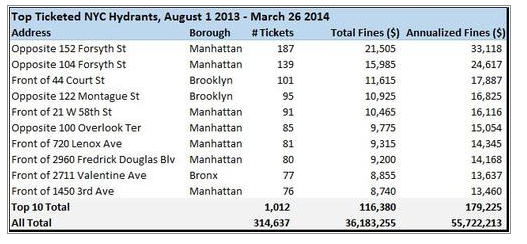 Top Ticketed NYC Hydrants, August 1 2013 - March 26 2014
Address Borough # Tickets Total Fines ($) Annualized Fines ($)
Opposite 152 Forsyth St Manhattan 187 21,505 33,118
Opposite 104 Forsyth St Manhattan 139 15,985 24,617
Front of 44 Court St Brooklyn 101 11,615 17,887
Opposite 122 Montague St Brooklyn 95 10,925 16,825
Front of 21 W 58th St Manhattan 91 10,465 16,116
Opposite 100 Overlook Ter Manhattan 85 9,775 15,054
Front of 720 Lenox Ave Manhattan 81 9,315 14,345
Front of 2960 Fredrick Douglas Blv Manhattan 80 9,200 14,168
Front of 2711 Valentine Ave Bronx 77 8,855 13,637
Front of 1450 3rd Ave Manhattan 76 8,740 13,460
Top 10 Total 1,012 116,380 179,225
All Total 314,637 36,183,255 55,722,213